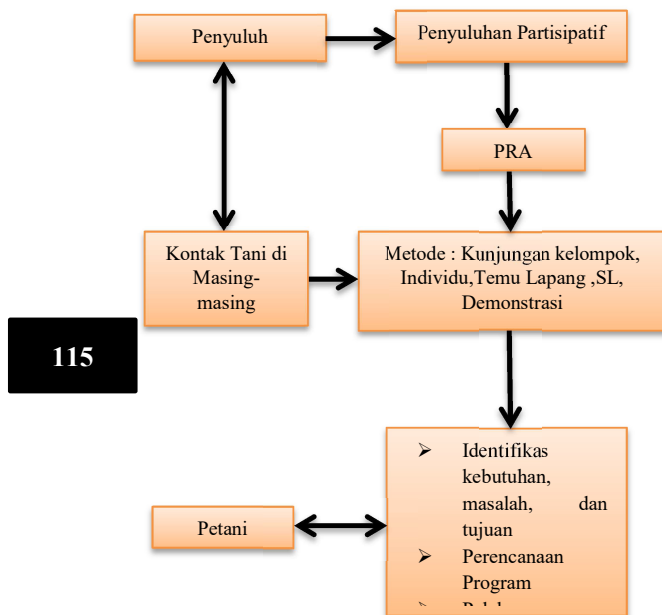 Penyuluh
Penyuluhan Partisipatif
PRA
Kontak Tani di
Masing-
masing
Metode : Kunjungan kelompok,
Individu,Temu Lapang ,SL,
Demonstrasi
115
➢ Identifikas
kebutuhan,
masalah, dan
tujuan
➢ Perencanaan
Program
Petani